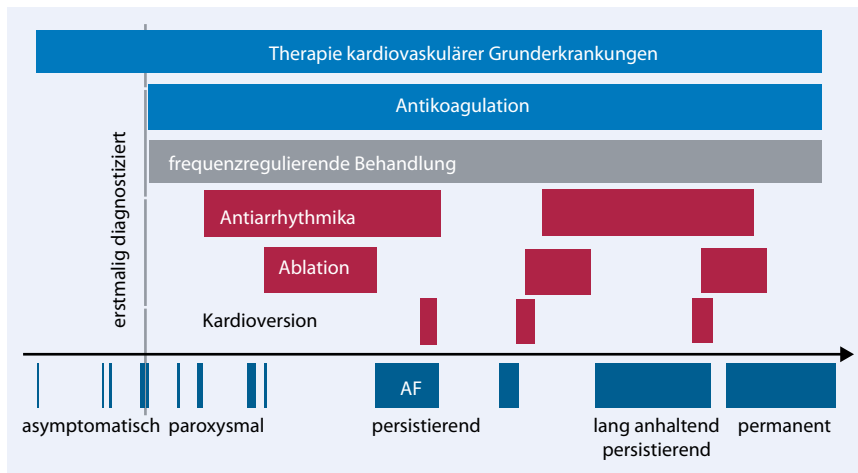 Therapie kardiovaskulärer Grunderkrankungen
Antikoagulation
frequenzregulierende Behandlung
erstmalig diagnostiziert
Antiarrhythmika
Ablation
Kardioversion
AF
asymptomatisch
paroxysmal
persistierend
lang anhaltend
persistierend
permanent